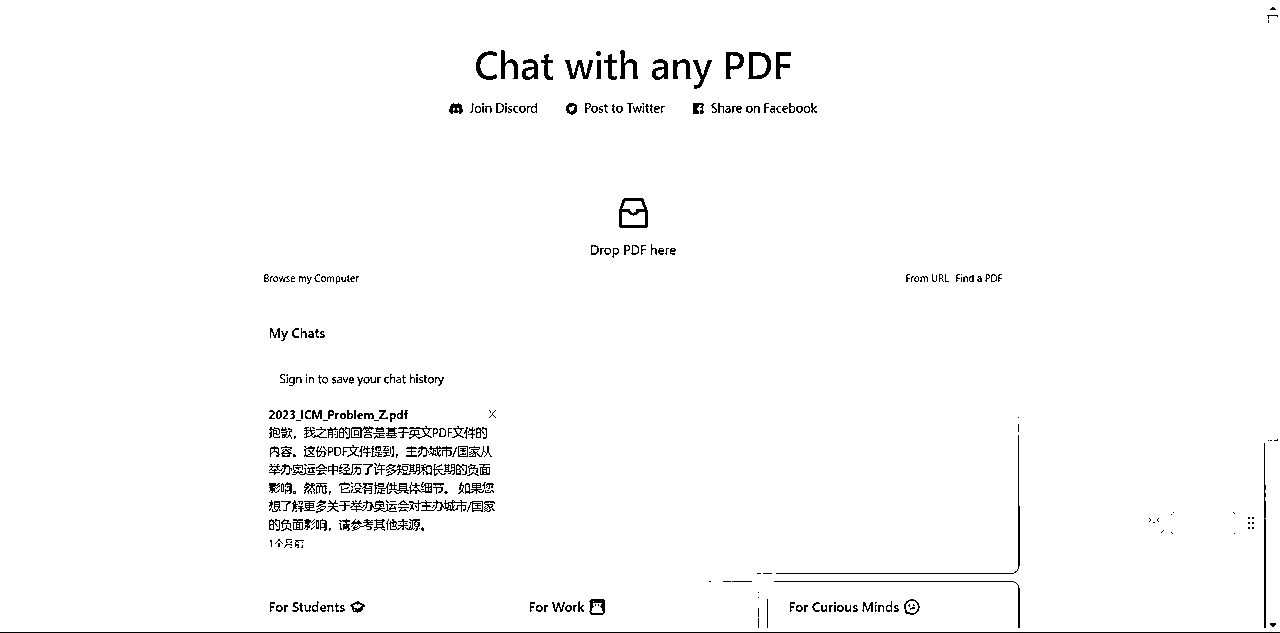 Chat with any PDF
Join Discord Post to Twitter Share on Facebook
Drop PDF here
Browse my Computer From URL Find a PDF
My Chats
Sign in to save your chat history
2023_ICM_Problem_Z.pdf
抱歉，我之前的回答是基于英文PDF文件的
内容。这份PDF文件提到，主办城市/国家从
举办奥运会中经历了许多短期和长期的负面
影响。然而，它没有提供具体细节。 如果您
想了解更多关于举办奥运会对主办城市/国家
的负面影响，请参考其他来源。
1个月前
For Students For Work For Curious Minds